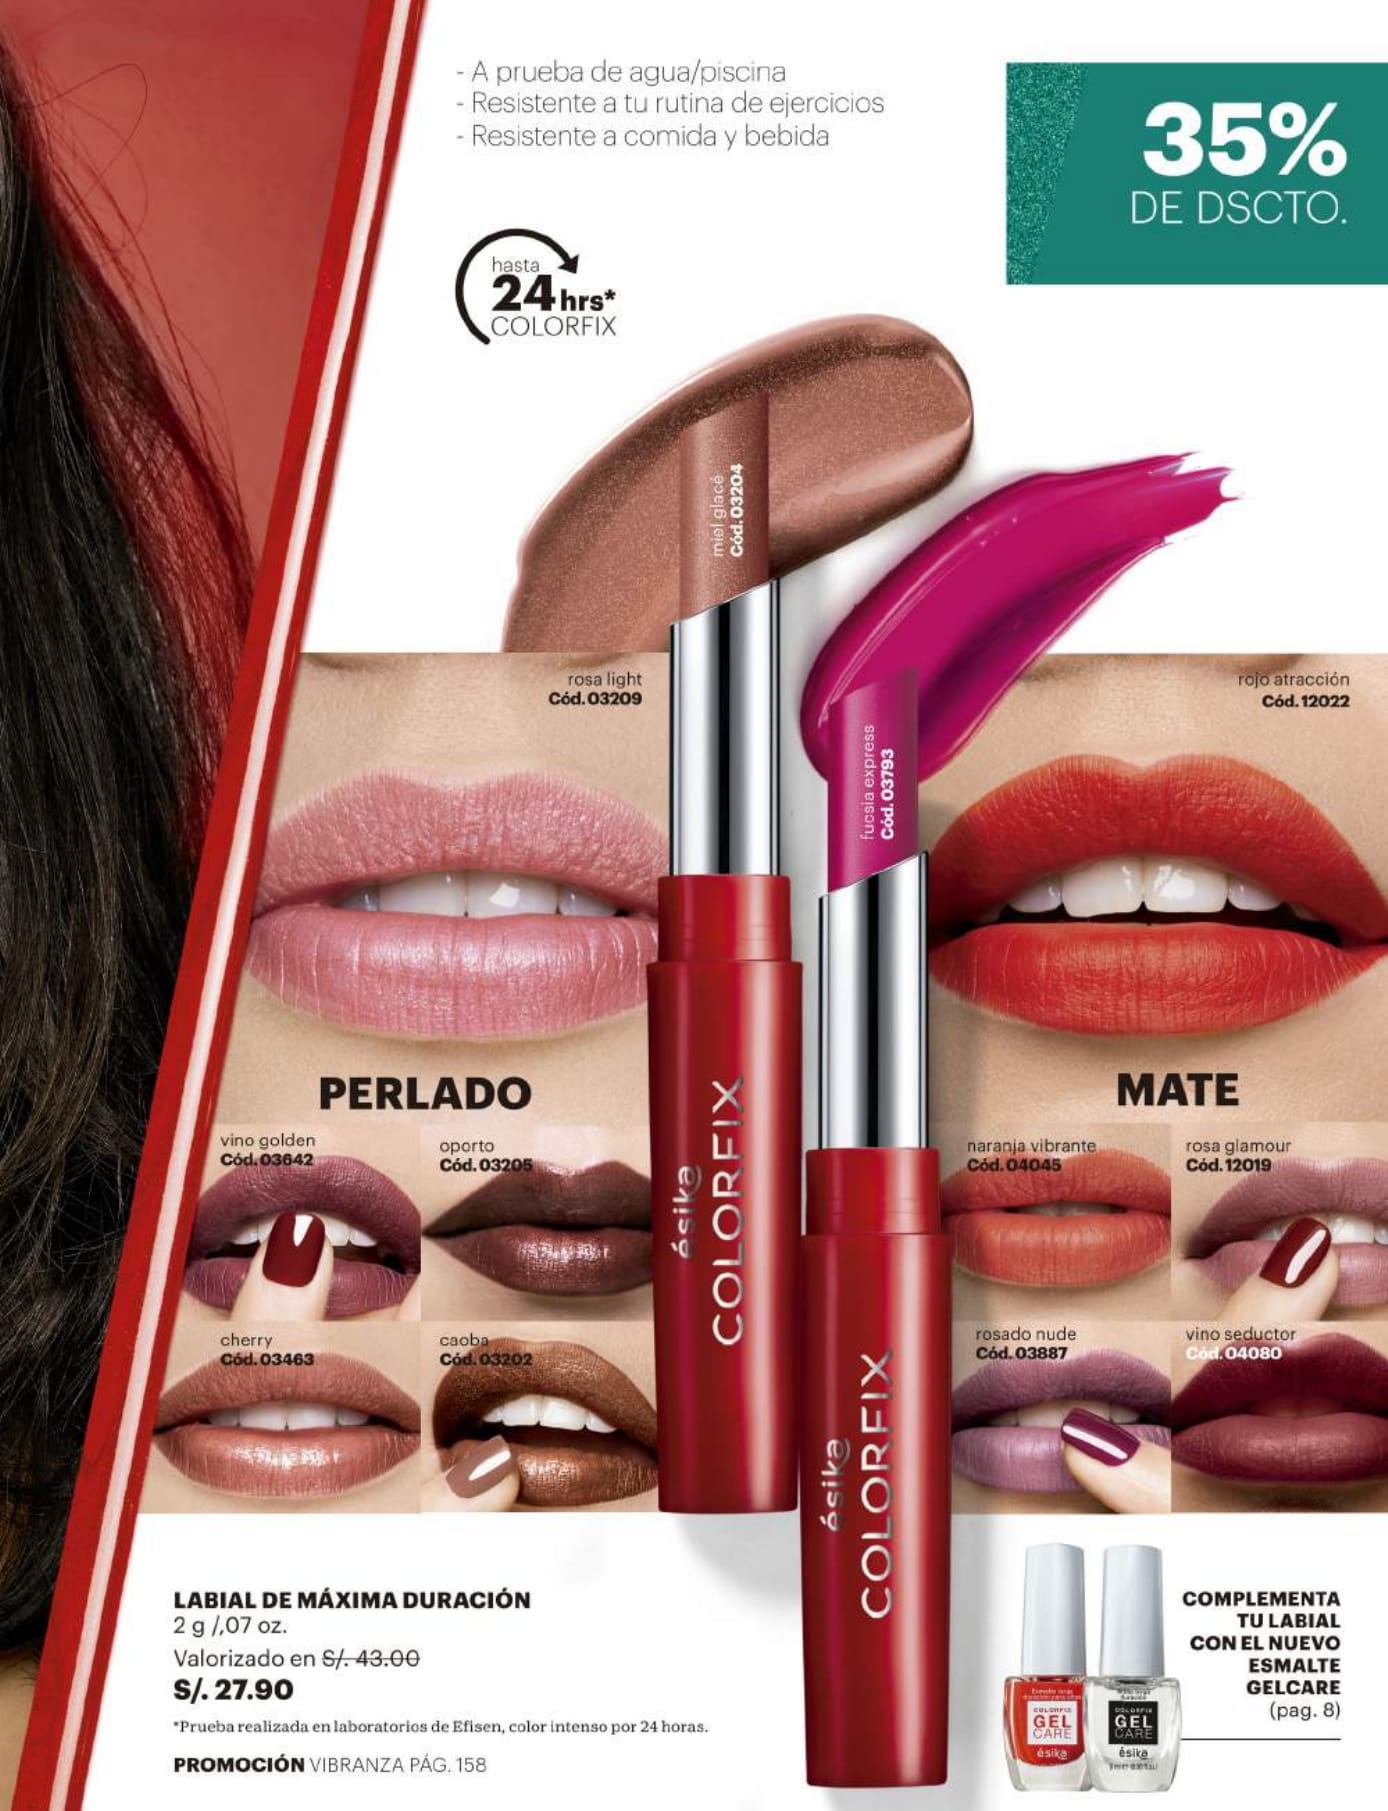 - A prueba de agua/piscina
- Resistente a tu rutina de ejercicios
- Resistente a comida y bebida
35%
DE DSCTO.
hasta
24 hrs*
COLORFIX
miel glacé
Cód. 03204
fucsia express
Cód. 03793
rosa light
Cód. 03209
rojo atracción
Cód. 12022
PERLADO
MATE
vino golden
Cód. 03642
oporto
Cód. 03205
cherry
Cód. 03463
caoba
Cód. 03202
naranja vibrante
Cód. 04045
rosa glamour
Cód. 12019
rosado nude
Cód. 03887
vino seductor
Cód. 04080
ésika
COLORFIX
ésika
COLORFIX
LABIAL DE MÁXIMA DURACIÓN
2 g /,07 oz.
Valorizado en S/. 43.00
S/. 27.90
*Prueba realizada en laboratorios de Efisen, color intenso por 24 horas.
PROMOCIÓN VIBRANZA PÁG. 158
COLORFIX
GEL
CARE
ésika
COLORFIX
GEL
CARE
ésika
COMPLEMENTA
TU LABIAL
CON EL NUEVO
ESMALTE
GELCARE
(pag. 8)